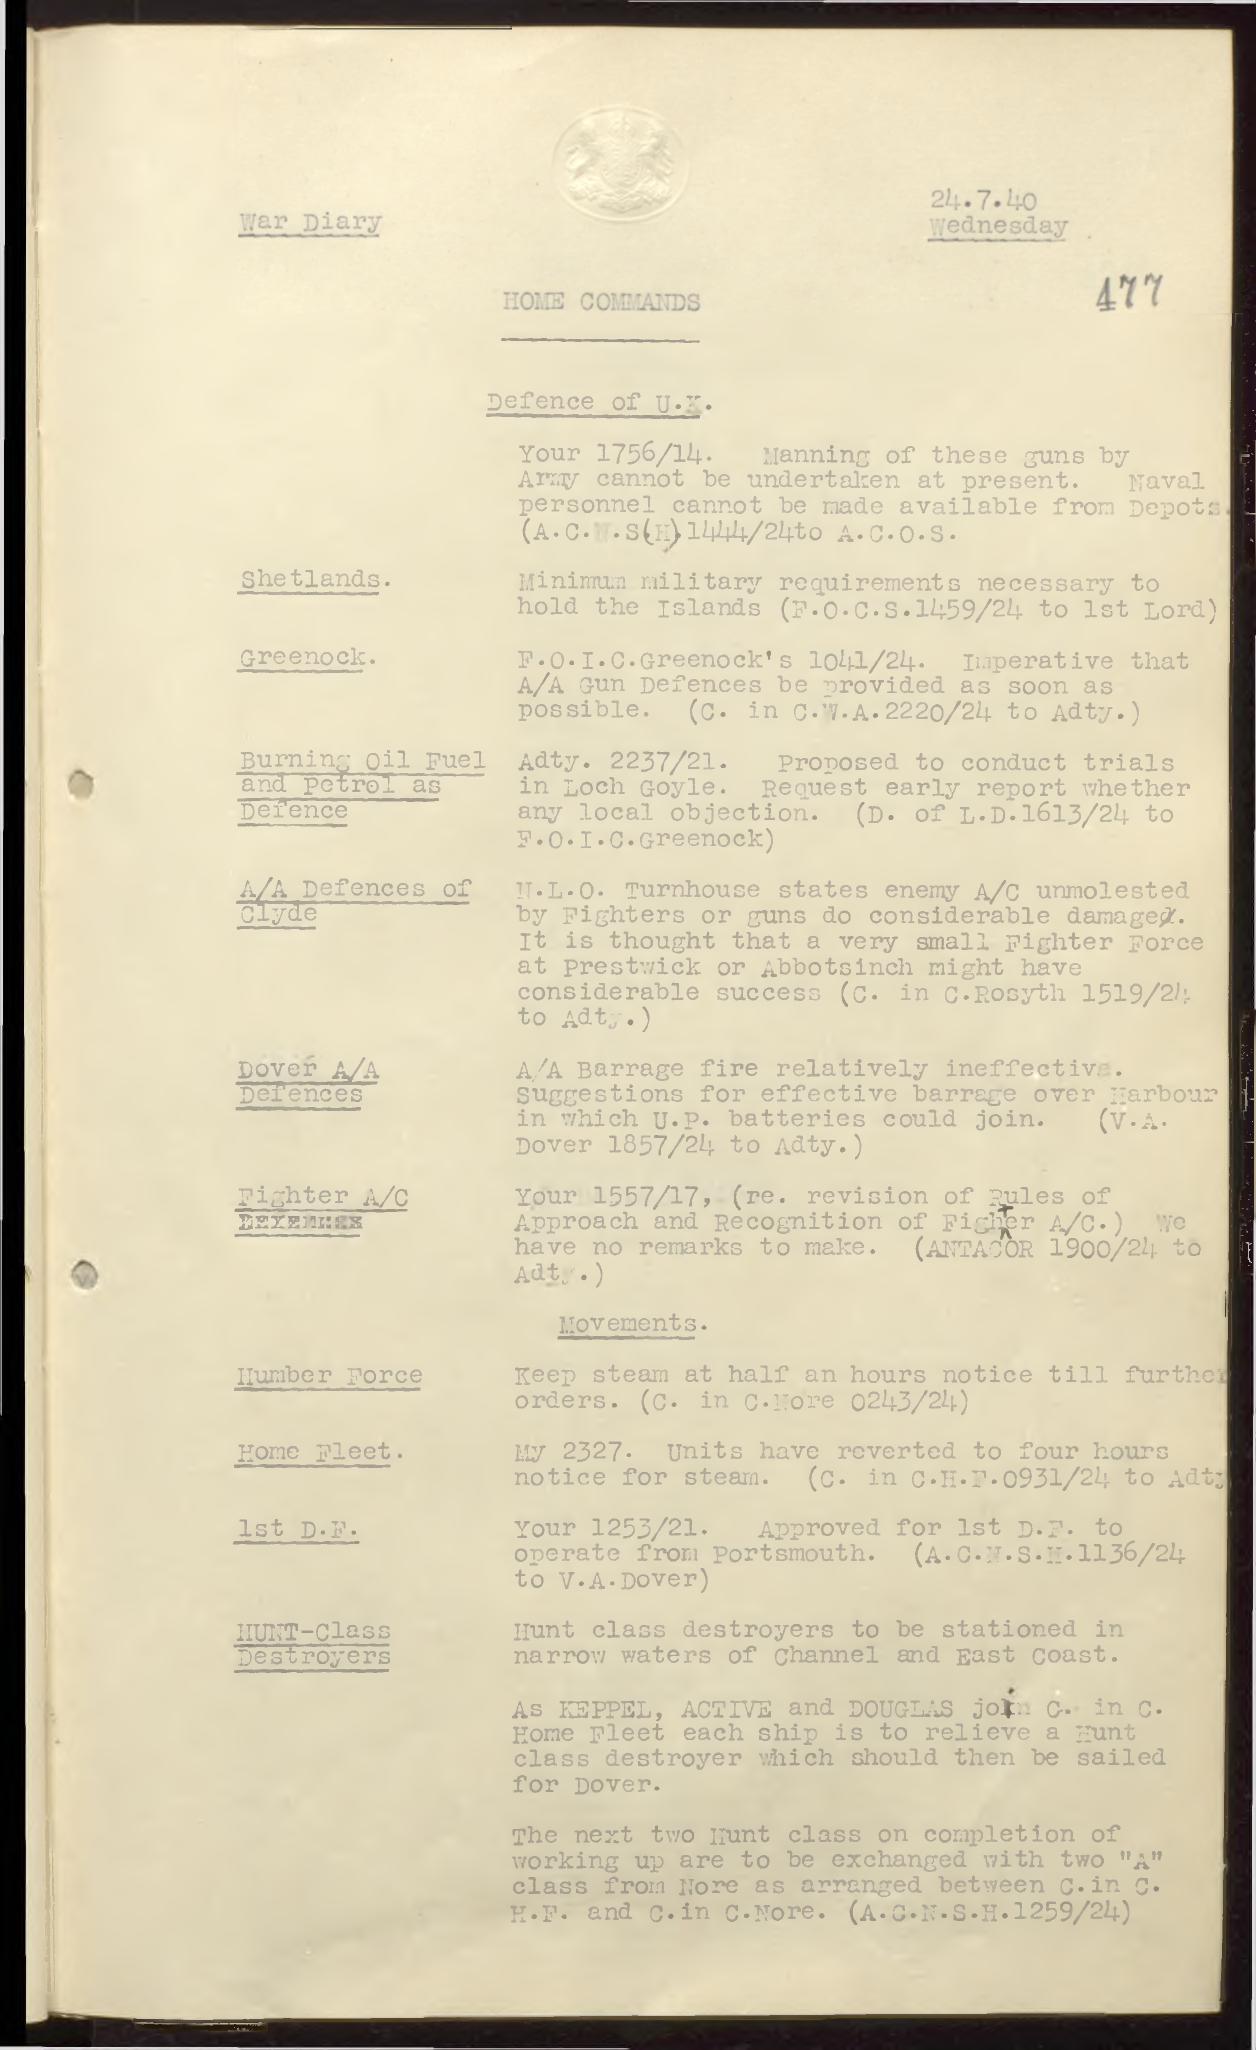 War Diary
24.7.40
Wednesday
477
HOME COMMANDS
Defence of U.K.
Your 1756/14. Manning of these guns by
Army cannot be undertaken at present. Naval
personnel cannot be made available from Depots.
(A.C.N.S(H)1444/24to A.C.O.S.
Shetlands. Minimum military requirements necessary to
hold the Islands (F.O.C.S.1459/24 to 1st Lord)
Greenock. F.O.I.C.Greenock's 1041/24. Imperative that
A/A Gun Defences be provided as soon as
possible. (C. in C.W.A.2220/24 to Adty.)
Burning Oil Fuel Adty. 2237/21. Proposed to conduct trials
and Petrol as in Loch Goyle. Request early report whether
Defence any local objection. (D. of L.D.1613/24 to
F.O.I.C.Greenock)
A/A Defences of N.L.O. Turnhouse states enemy A/C unmolested
Clyde by Fighters or guns do considerable damage.
It is thought that a very small Fighter Force
at Prestwick or Abbotsinch might have
considerable success (C. in C.Rosyth 1519/24
to Adty.)
Dover A/A A/A Barrage fire relatively ineffective.
Defences Suggestions for effective barrage over Harbour
in which U.P. batteries could join. (V.A.
Dover 1857/24 to Adty.)
Fighter A/C Your 1557/17, (re. revision of Rules of
Approach and Recognition of Fighter A/C.) We
have no remarks to make. (ANTACOR 1900/24 to
Adty.)
Movements.
Humber Force Keep steam at half an hours notice till further
orders. (C. in C.Nore 0243/24)
Home Fleet. My 2327. Units have reverted to four hours
notice for steam. (C. in C.H.F.0931/24 to Adty
1st D.F. Your 1253/21. Approved for 1st D.F. to
operate from Portsmouth. (A.C.N.S.H.1136/24
to V.A.Dover)
HUNT-Class Hunt class destroyers to be stationed in
Destroyers narrow waters of Channel and East Coast.
As KEPPEL, ACTIVE and DOUGLAS join C. in C.
Home Fleet each ship is to relieve a Hunt
class destroyer which should then be sailed
for Dover.
The next two Hunt class on completion of
working up are to be exchanged with two "A"
class from Nore as arranged between C.in C.
H.F. and C.in C.Nore. (A.C.N.S.H.1259/24)